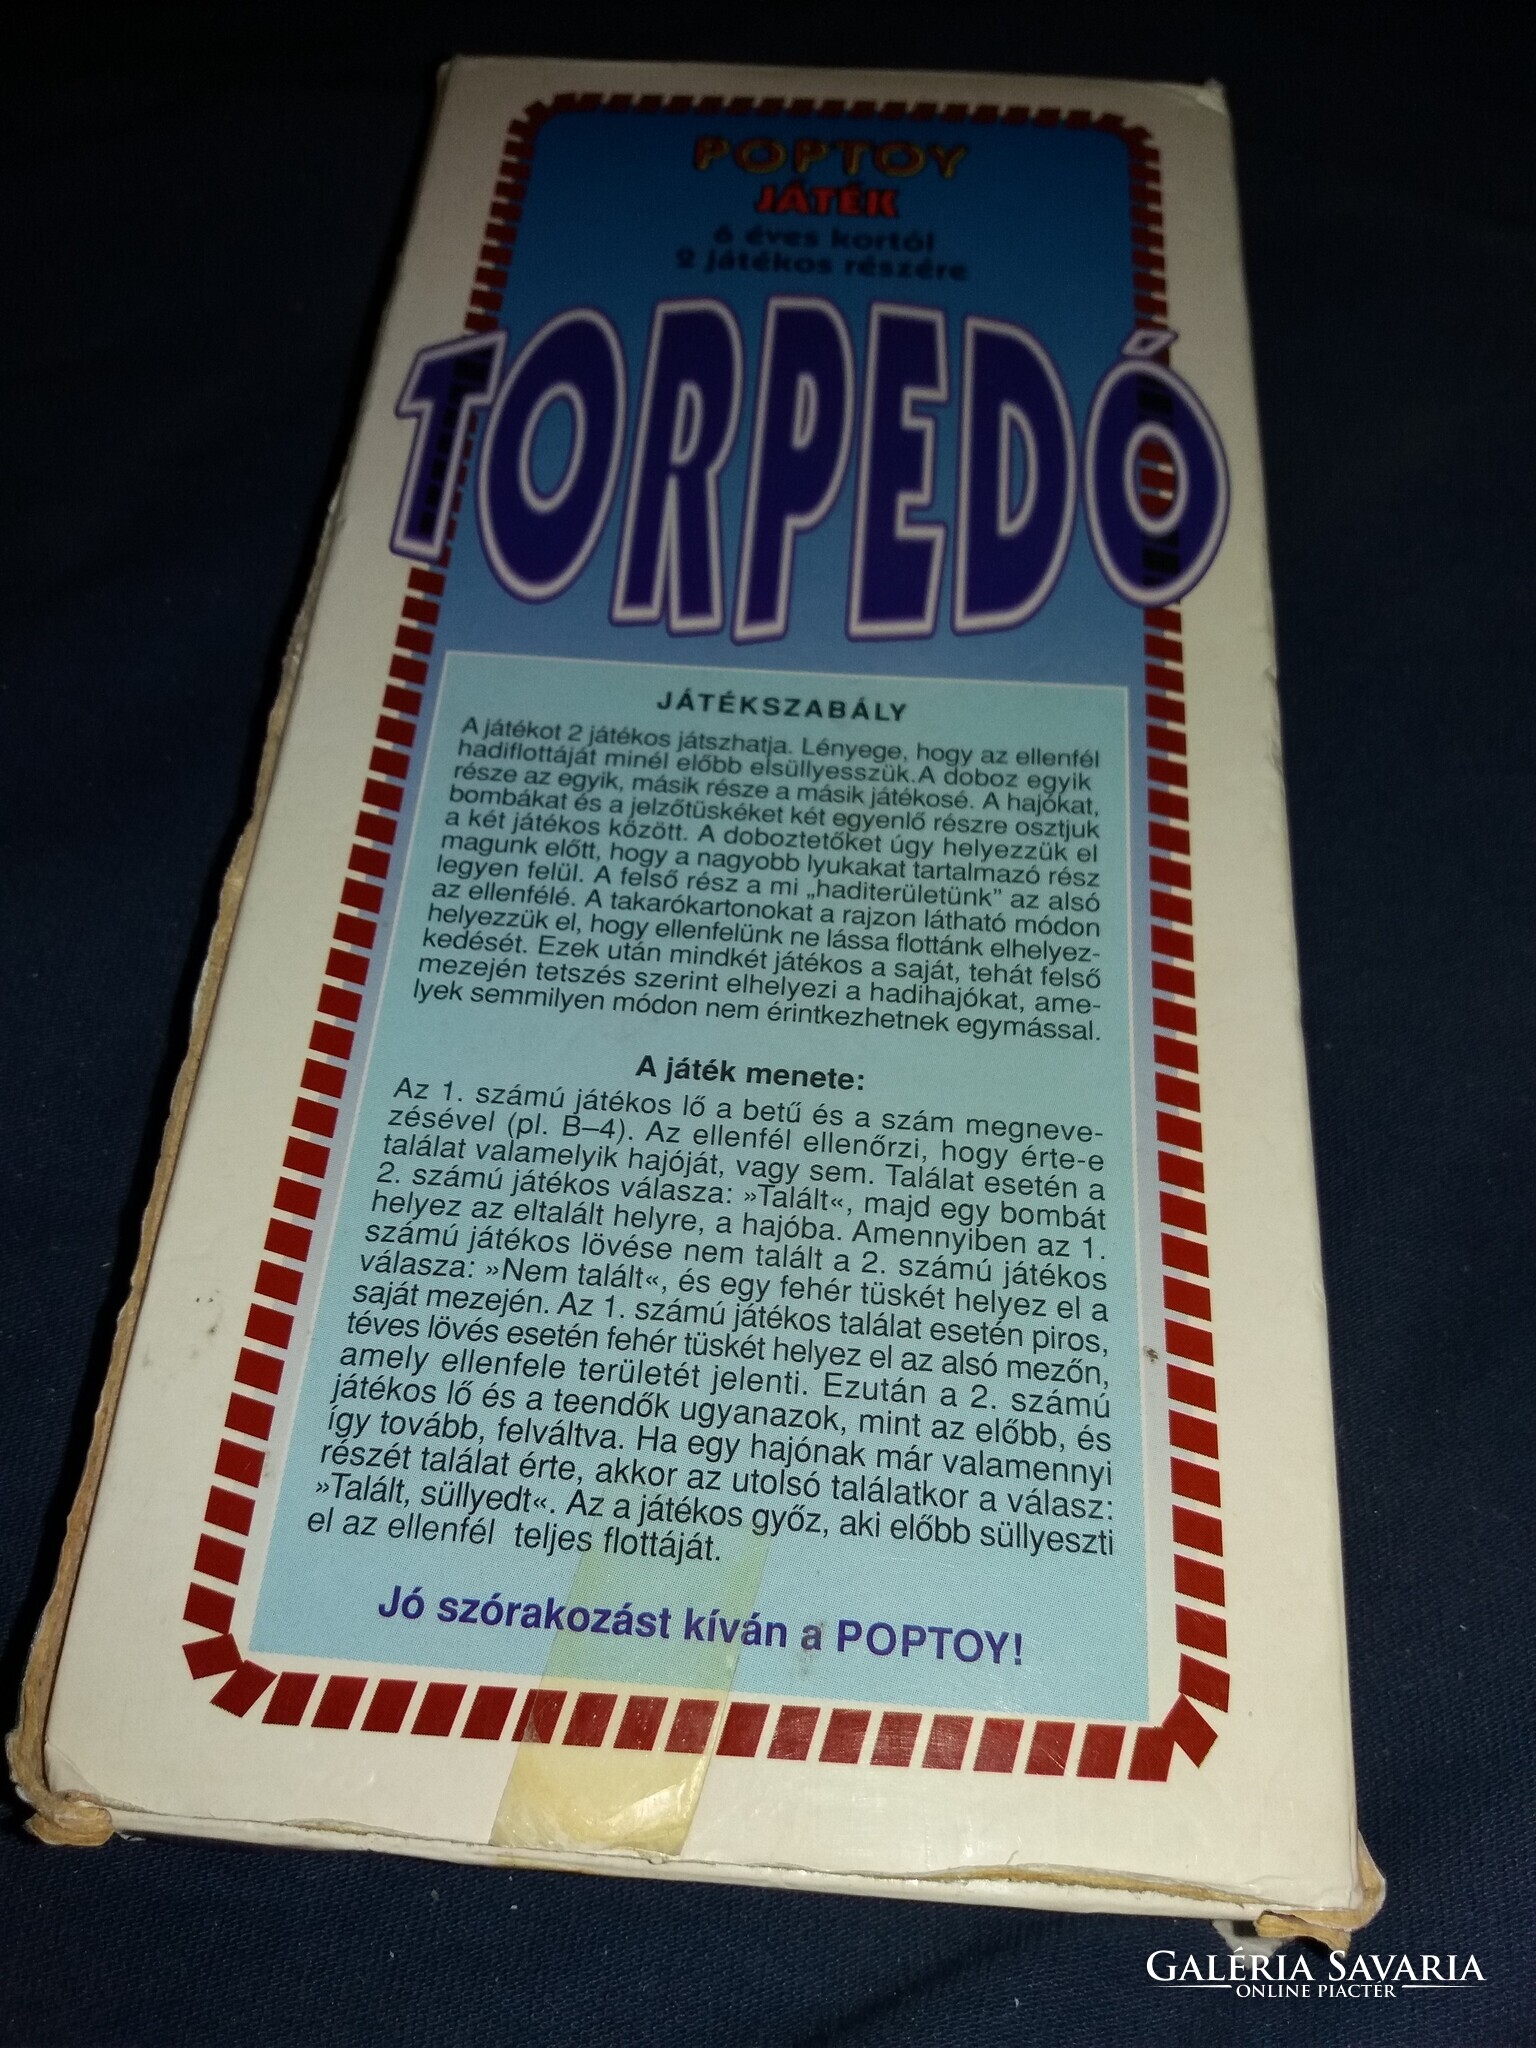 POPTOY
JÁTÉK
6 éves kortól
2 játékos részére
TORPEDÓ
JÁTÉKSZABÁLY
A játékot 2 játékos játszhatja. Lényege, hogy az ellenfél
hadiflottáját minél előbb elsüllyesszük.A doboz egyik
része az egyik, másik része a másik játékosé. A hajókat,
bombákat és a jelzőtüskéket két egyenlő részre osztjuk
a két játékos között. A doboztetőket úgy helyezzük el
magunk előtt, hogy a nagyobb lyukakat tartalmazó rész
legyen felül. A felső rész a mi „haditerületünk” az alsó
az ellenfélé. A takarókartonokat a rajzon látható módon
helyezzük el, hogy ellenfelünk ne lássa flottánk elhelyez-
kedését. Ezek után mindkét játékos a saját, tehát felső
mezején tetszés szerint elhelyezi a hadihajókat, ame-
lyek semmilyen módon nem érintkezhetnek egymással.
A játék menete:
Az 1. számú játékos lő a betű és a szám megneve-
zésével (pl. B–4). Az ellenfél ellenőrzi, hogy érte-e
találat valamelyik hajóját, vagy sem. Találat esetén a
2. számú játékos válasza: »Talált«, majd egy bombát
helyez az eltalált helyre, a hajóba. Amennyiben az 1.
számú játékos lövése nem talált a 2. számú játékos
válasza: »Nem talált«, és egy fehér tüskét helyez el a
saját mezején. Az 1. számú játékos találat esetén piros,
téves lövés esetén fehér tüskét helyez el az alsó mezőn,
amely ellenfele területét jelenti. Ezután a 2. számú
játékos lő és a teendők ugyanazok, mint az előbb, és
így tovább, felváltva. Ha egy hajónak már valamennyi
részét találat érte, akkor az utolsó találatkor a válasz:
»Talált, süllyedt«. Az a játékos győz, aki előbb süllyeszti
el az ellenfél teljes flottáját.
Jó szórakozást kíván a POPTOY!
GALÉRIA SAVARIA
ONLINE PIACTÉR